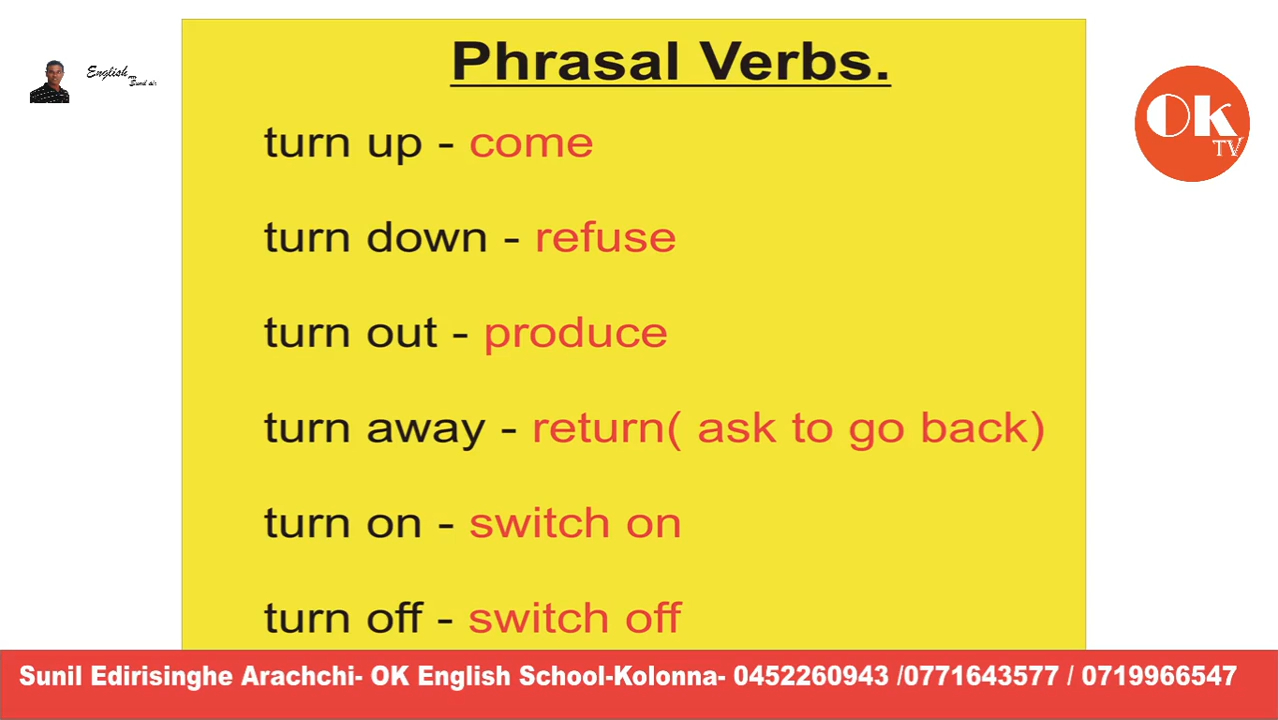 Phrasal Verbs.
English
Sunil sir
turn up - come
Ok
TV
turn down - refuse
turn out - produce
turn away - return( ask to go back)
turn on - switch on
turn off - switch off
Sunil Edirisinghe Arachchi- OK English School-Kolonna- 0452260943 /0771643577 / 0719966547